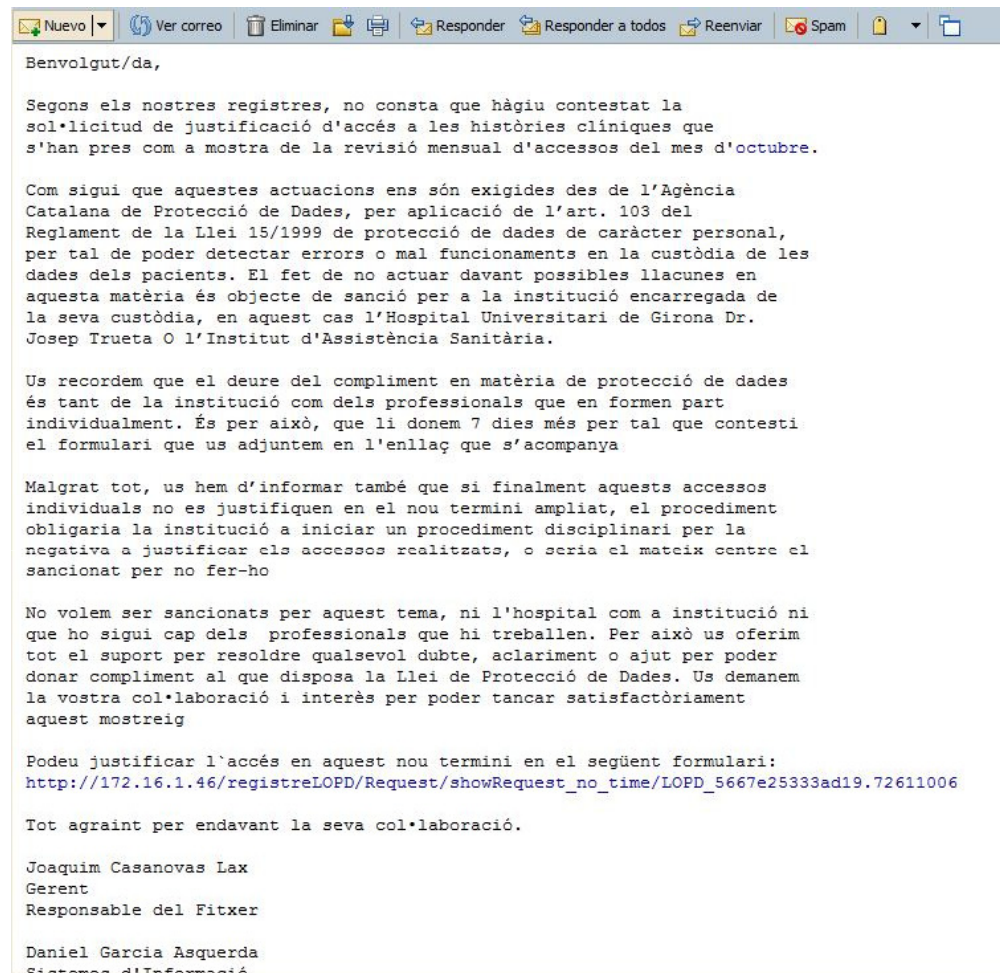 Nuevo Ver correo Eliminar Responder Responder a todos Reenviar Spam
Benvolgut/da,
Segons els nostres registres, no consta que hàgiu contestat la
sol•licitud de justificació d'accés a les històries clíniques que
s'han pres com a mostra de la revisió mensual d'accessos del mes d'octubre.
Com sigui que aquestes actuacions ens són exigides des de l’Agència
Catalana de Protecció de Dades, per aplicació de l’art. 103 del
Reglament de la Llei 15/1999 de protecció de dades de caràcter personal,
per tal de poder detectar errors o mal funcionaments en la custòdia de les
dades dels pacients. El fet de no actuar davant possibles llacunes en
aquesta matèria és objecte de sanció per a la institució encarregada de
la seva custòdia, en aquest cas l’Hospital Universitari de Girona Dr.
Josep Trueta O l’Institut d'Assistència Sanitària.
Us recordem que el deure del compliment en matèria de protecció de dades
és tant de la institució com dels professionals que en formen part
individualment. És per això, que li donem 7 dies més per tal que contesti
el formulari que us adjuntem en l'enllaç que s’acompanya
Malgrat tot, us hem d’informar també que si finalment aquests accessos
individuals no es justifiquen en el nou termini ampliat, el procediment
obligaria la institució a iniciar un procediment disciplinari per la
negativa a justificar els accessos realitzats, o seria el mateix centre el
sancionat per no fer-ho
No volem ser sancionats per aquest tema, ni l'hospital com a institució ni
que ho sigui cap dels  professionals que hi treballen. Per això us oferim
tot el suport per resoldre qualsevol dubte, aclariment o ajut per poder
donar compliment al que disposa la Llei de Protecció de Dades. Us demanem
la vostra col•laboració i interès per poder tancar satisfactòriament
aquest mostreig
Podeu justificar l`accés en aquest nou termini en el següent formulari:
http://172.16.1.46/registreLOPD/Request/showRequest_no_time/LOPD_5667e25333ad19.72611006
Tot agraint per endavant la seva col•laboració.
Joaquim Casanovas Lax
Gerent
Responsable del Fitxer
Daniel Garcia Asquerda
Sistemes d'Informació